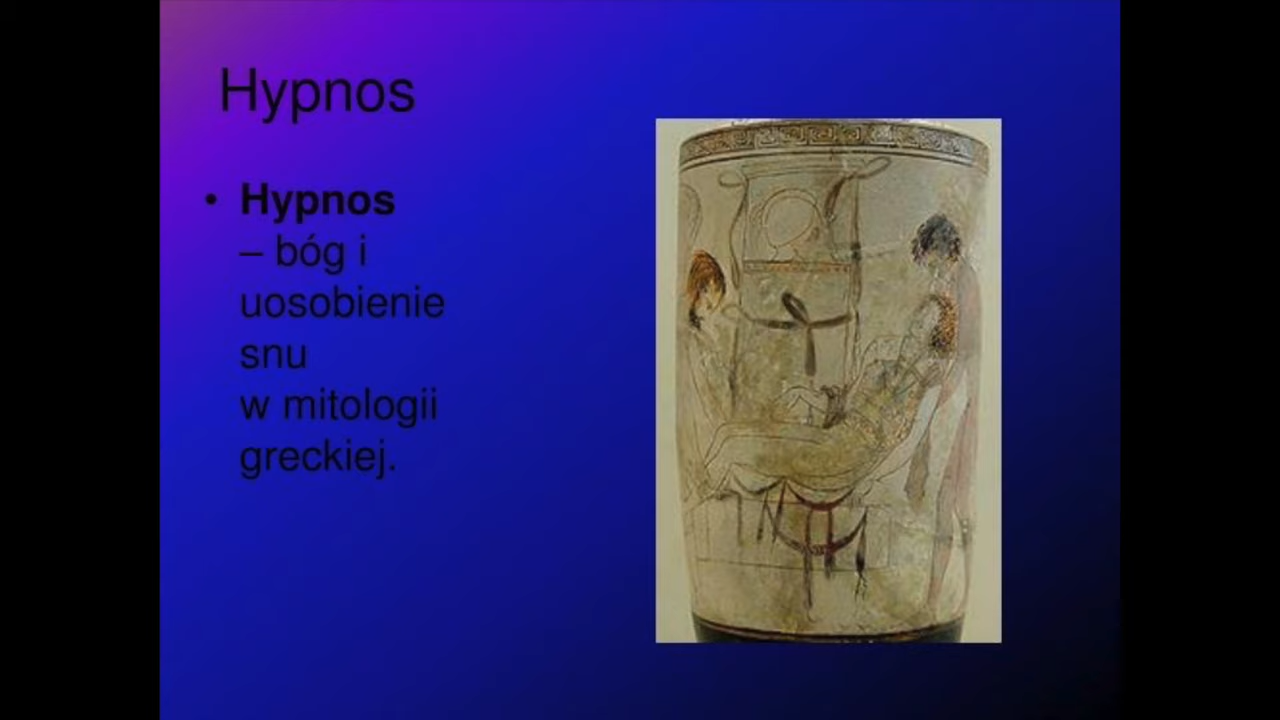 Hypnos
• Hypnos
– bóg i
uosobienie
snu
w mitologii
greckiej.